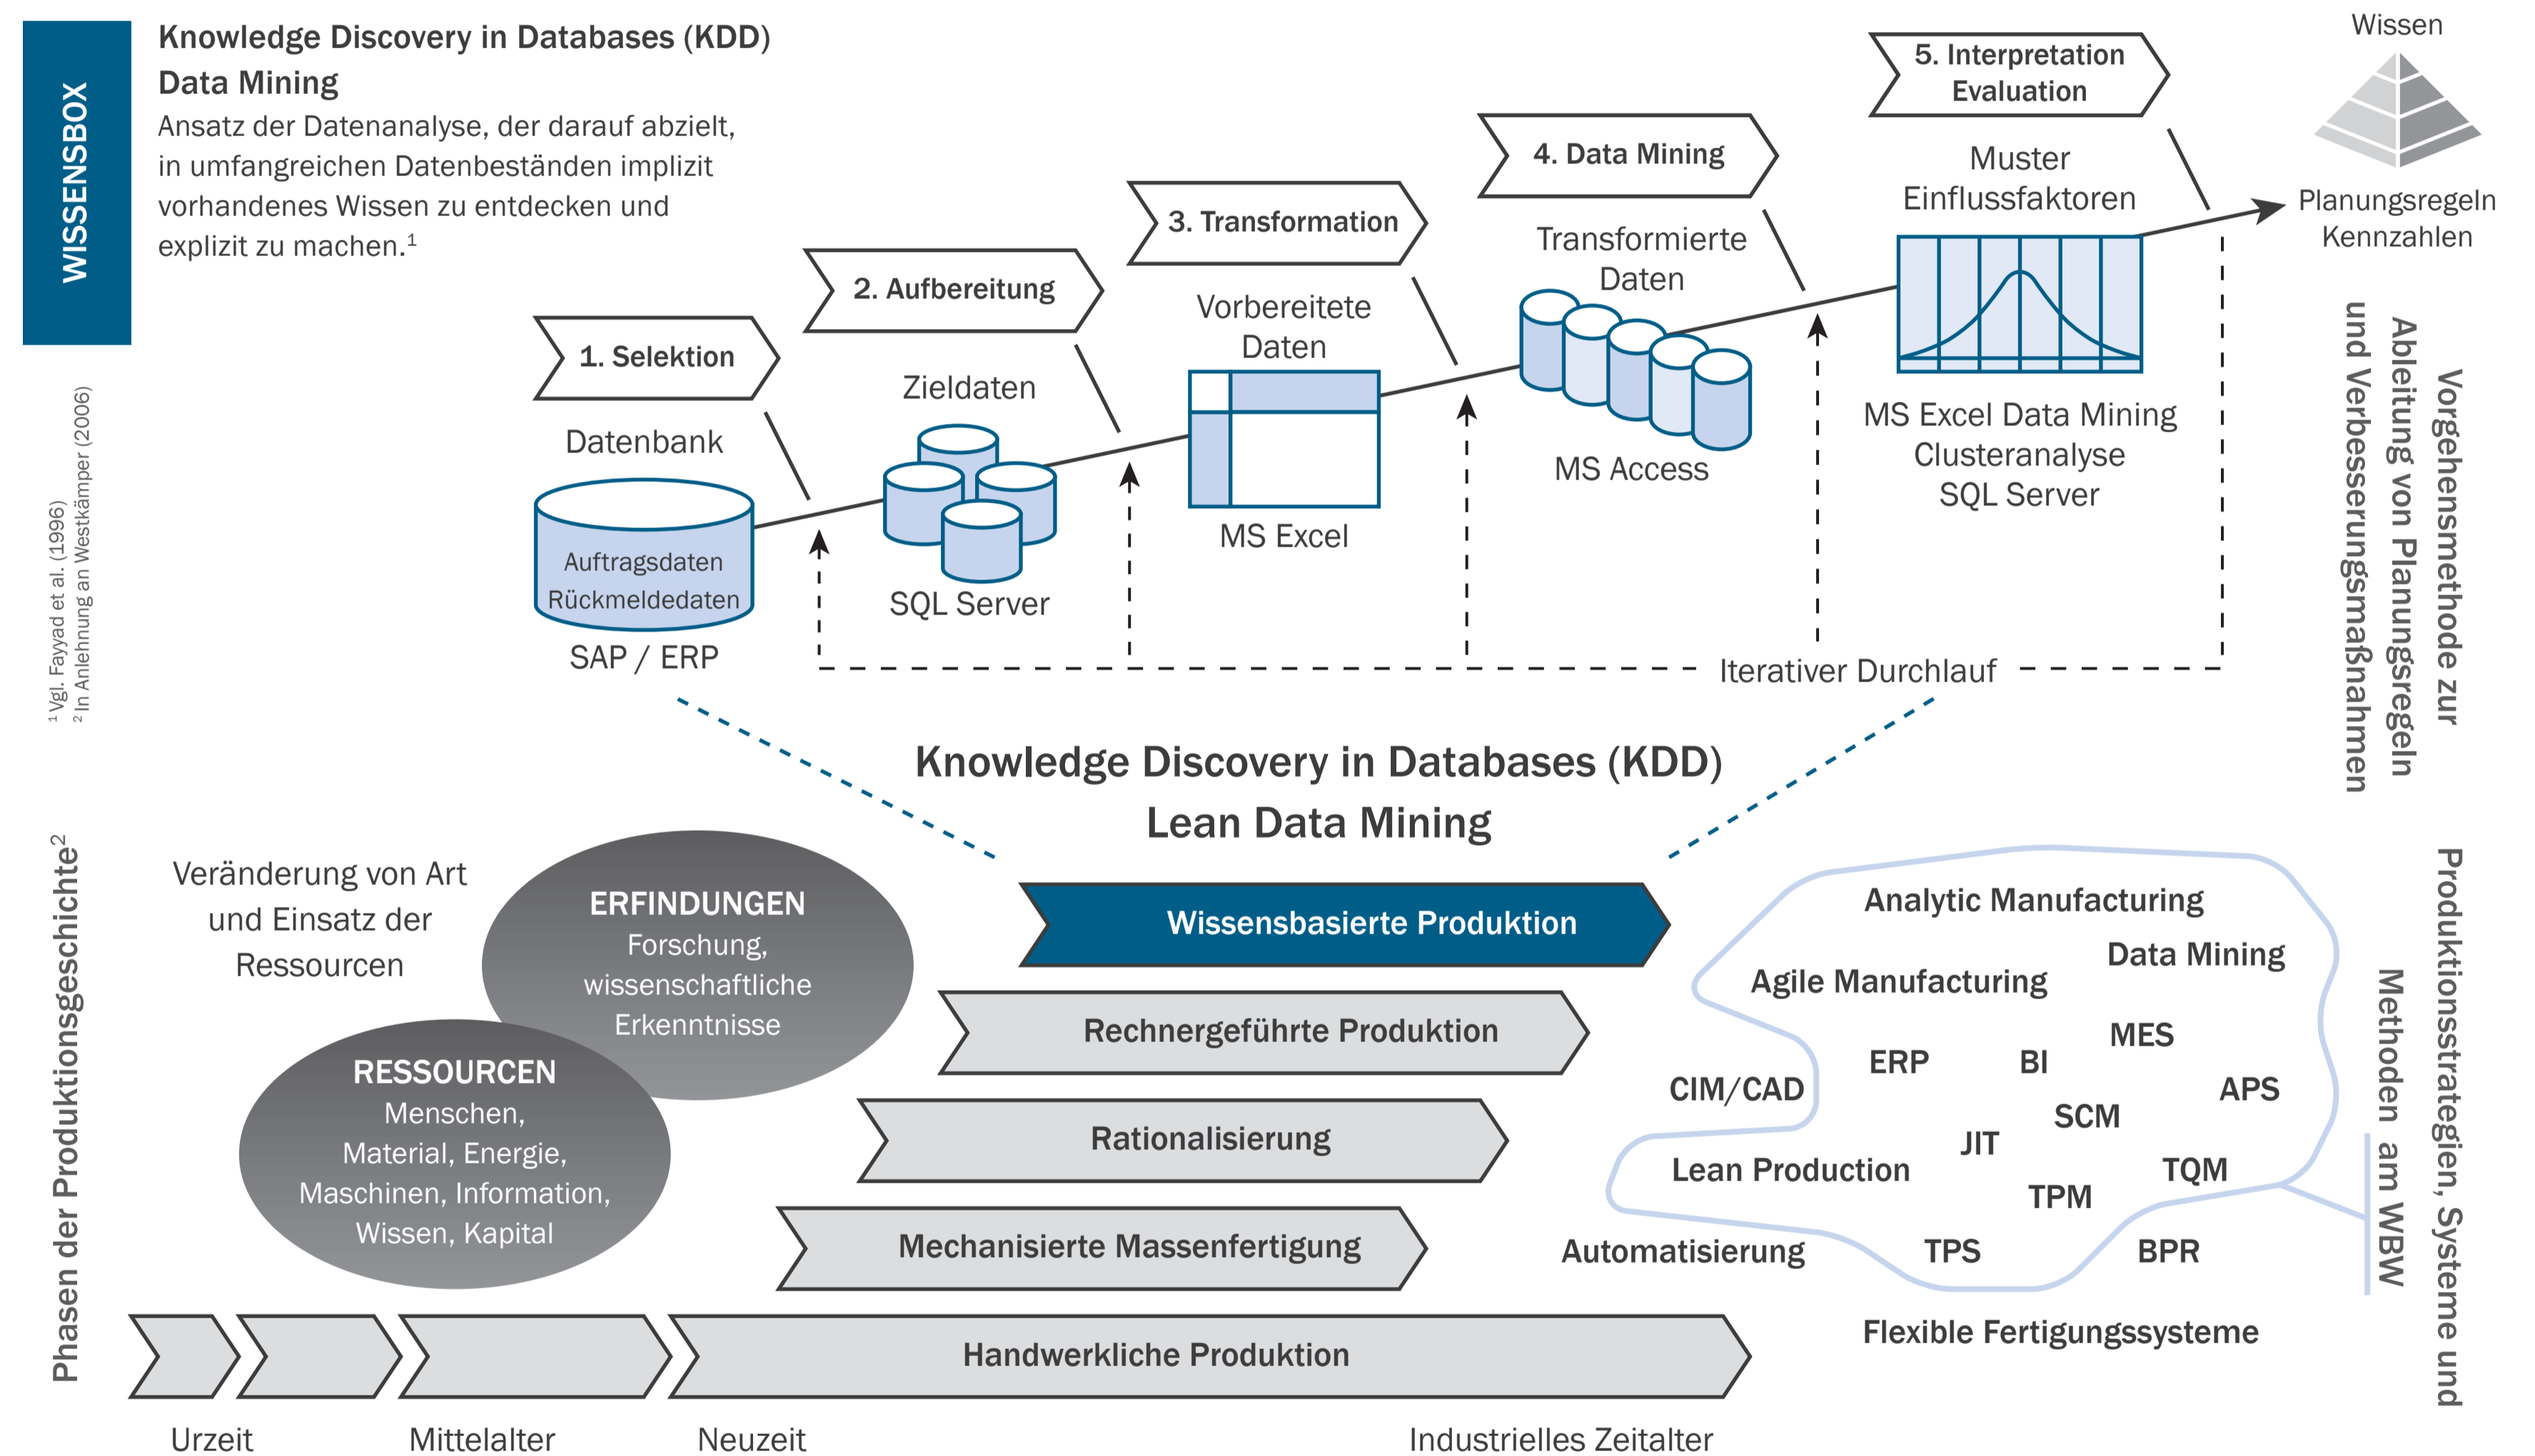 WISSENSBOX
Knowledge Discovery in Databases (KDD)
Data Mining
Ansatz der Datenanalyse, der darauf abzielt,
in umfangreichen Datenbeständen implizit
vorhandenes Wissen zu entdecken und
explizit zu machen.¹
1. Selektion
Datenbank
Auftragsdaten
Rückmeldedaten
SAP / ERP
2. Aufbereitung
Zieldaten
SQL Server
3. Transformation
Vorbereitete
Daten
MS Excel
4. Data Mining
Transformierte
Daten
MS Access
5. Interpretation
Evaluation
Muster
Einflussfaktoren
MS Excel Data Mining
Clusteranalyse
SQL Server
Wissen
Planungsregeln
Kennzahlen
Iterativer Durchlauf
Vorgehensmethode zur
Ableitung von Planungsregeln
und Verbesserungsmaßnahmen
¹ Vgl. Fayyad et al. (1996)
² In Anlehnung an Westkämper (2006)
Knowledge Discovery in Databases (KDD)
Lean Data Mining
Phasen der Produktionsgeschichte²
Veränderung von Art
und Einsatz der
Ressourcen
ERFINDUNGEN
Forschung,
wissenschaftliche
Erkenntnisse
RESSOURCEN
Menschen,
Material, Energie,
Maschinen, Information,
Wissen, Kapital
Wissensbasierte Produktion
Rechnergeführte Produktion
Rationalisierung
Mechanisierte Massenfertigung
Handwerkliche Produktion
Urzeit
Mittelalter
Neuzeit
Industrielles Zeitalter
Analytic Manufacturing
Data Mining
Agile Manufacturing
MES
ERP
BI
CIM/CAD
APS
SCM
JIT
Lean Production
TQM
TPM
Automatisierung
TPS
BPR
Flexible Fertigungssysteme
Produktionsstrategien, Systeme und
Methoden am WBW